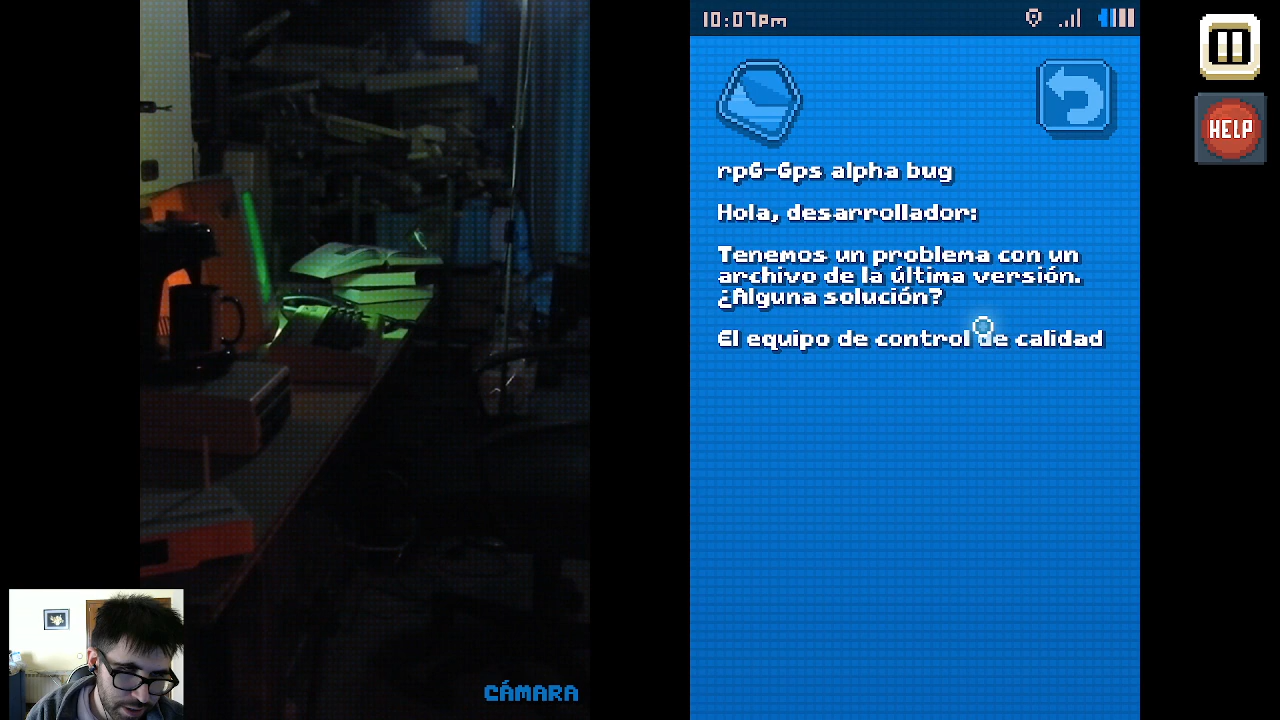 10:07pm
HELP
rpG-Gps alpha bug
Hola, desarrollador:
Tenemos un problema con un
archivo de la última versión.
¿Alguna solución?
El equipo de control de calidad
CÁMARA